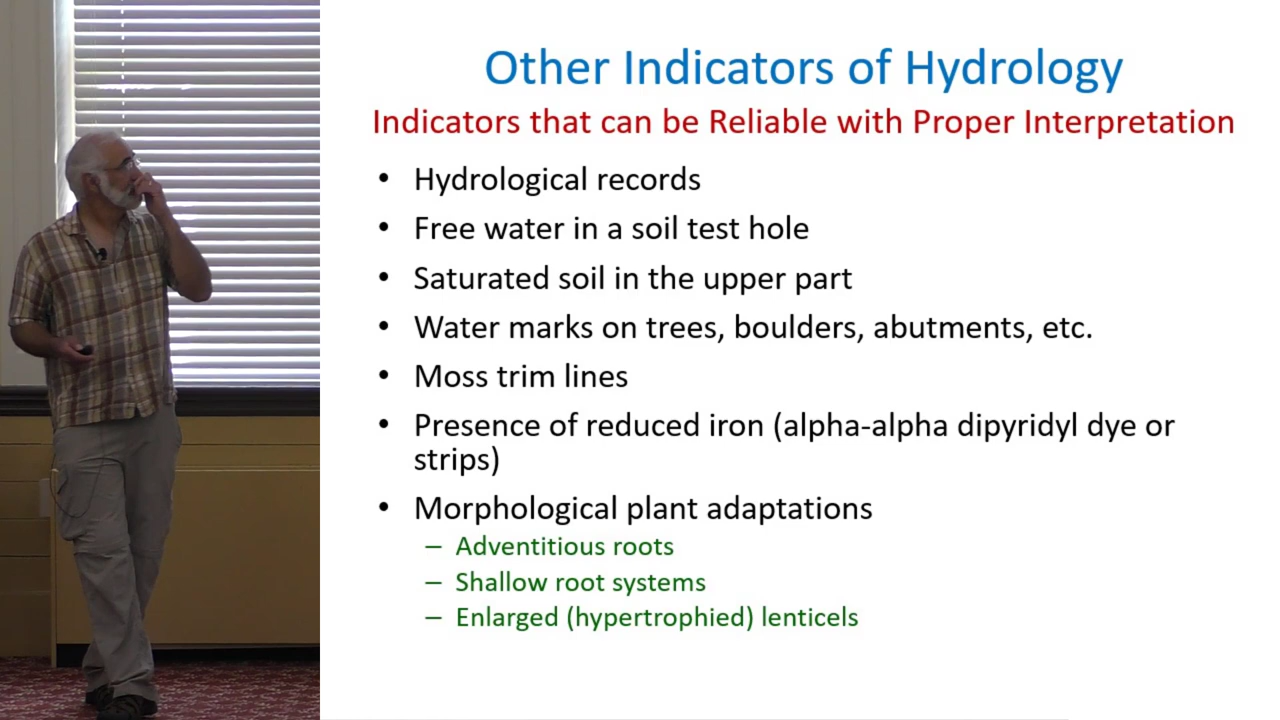 Other Indicators of Hydrology
Indicators that can be Reliable with Proper Interpretation
• Hydrological records
• Free water in a soil test hole
• Saturated soil in the upper part
• Water marks on trees, boulders, abutments, etc.
• Moss trim lines
• Presence of reduced iron (alpha-alpha dipyridyl dye or
strips)
• Morphological plant adaptations
– Adventitious roots
– Shallow root systems
– Enlarged (hypertrophied) lenticels